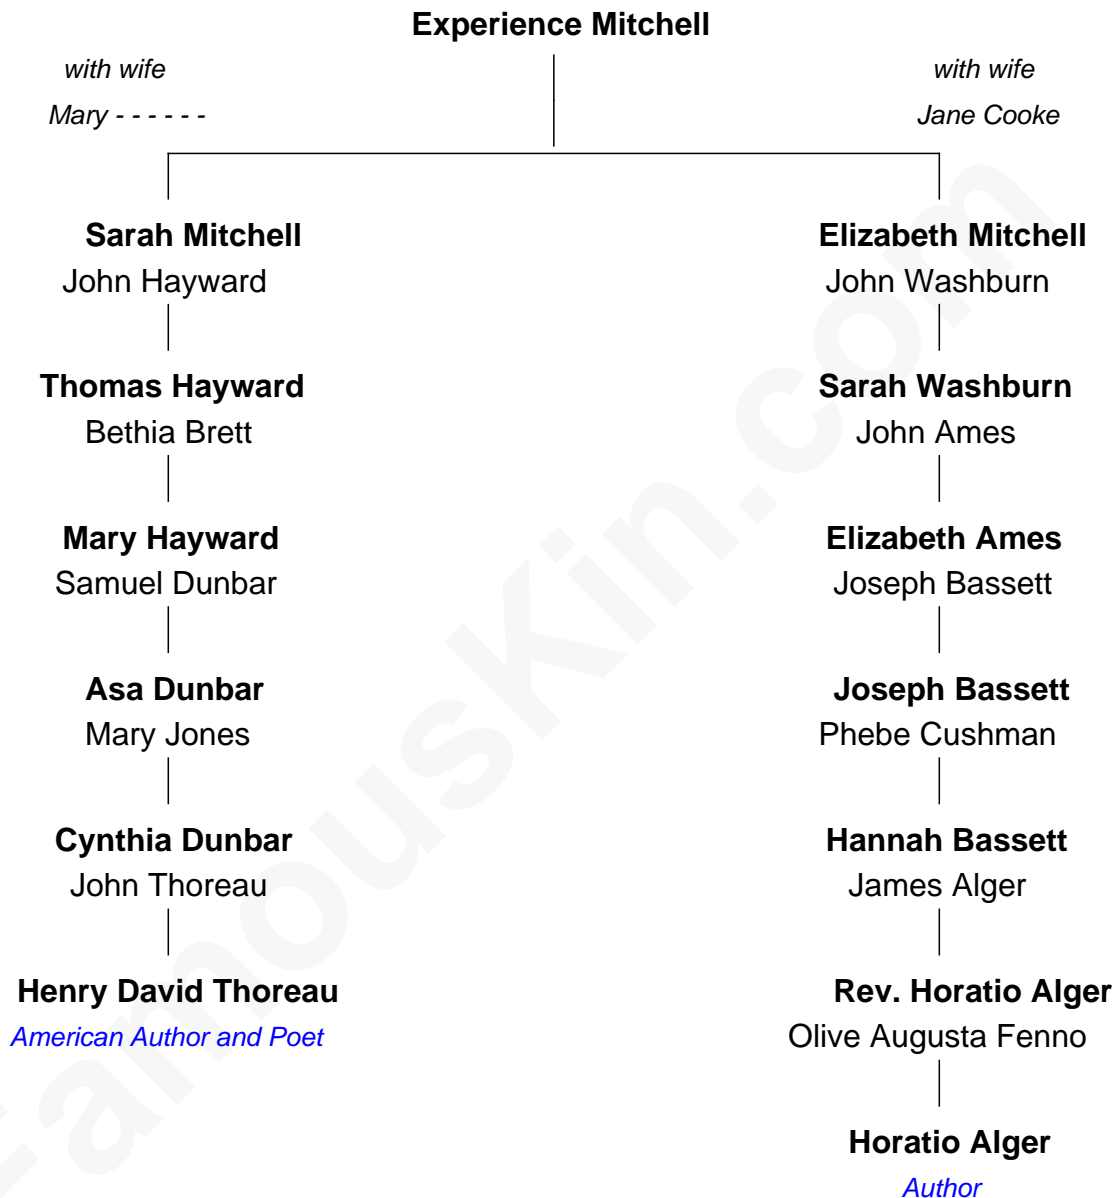 Experience Mitchell
with wife
Mary - - - - - -
with wife
Jane Cooke
Sarah Mitchell
John Hayward
Thomas Hayward
Bethia Brett
Mary Hayward
Samuel Dunbar
Asa Dunbar
Mary Jones
Cynthia Dunbar
John Thoreau
Henry David Thoreau
American Author and Poet
Elizabeth Mitchell
John Washburn
Sarah Washburn
John Ames
Elizabeth Ames
Joseph Bassett
Joseph Bassett
Phebe Cushman
Hannah Bassett
James Alger
Rev. Horatio Alger
Olive Augusta Fenno
Horatio Alger
Author
FamousKin.com